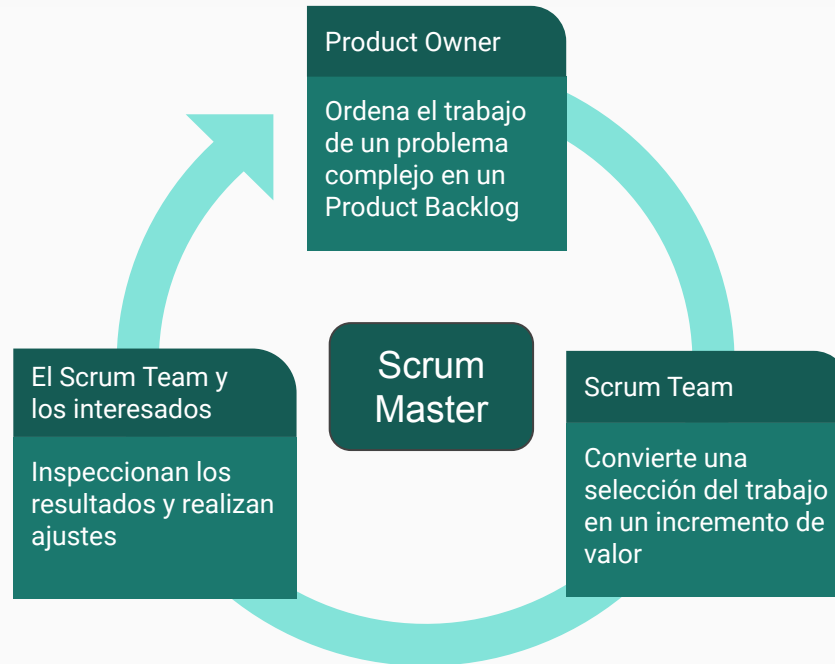 Product Owner
Ordena el trabajo
de un problema
complejo en un
Product Backlog
Scrum
Master
El Scrum Team y
los interesados
Inspeccionan los
resultados y realizan
ajustes
Scrum Team
Convierte una
selección del trabajo
en un incremento de
valor